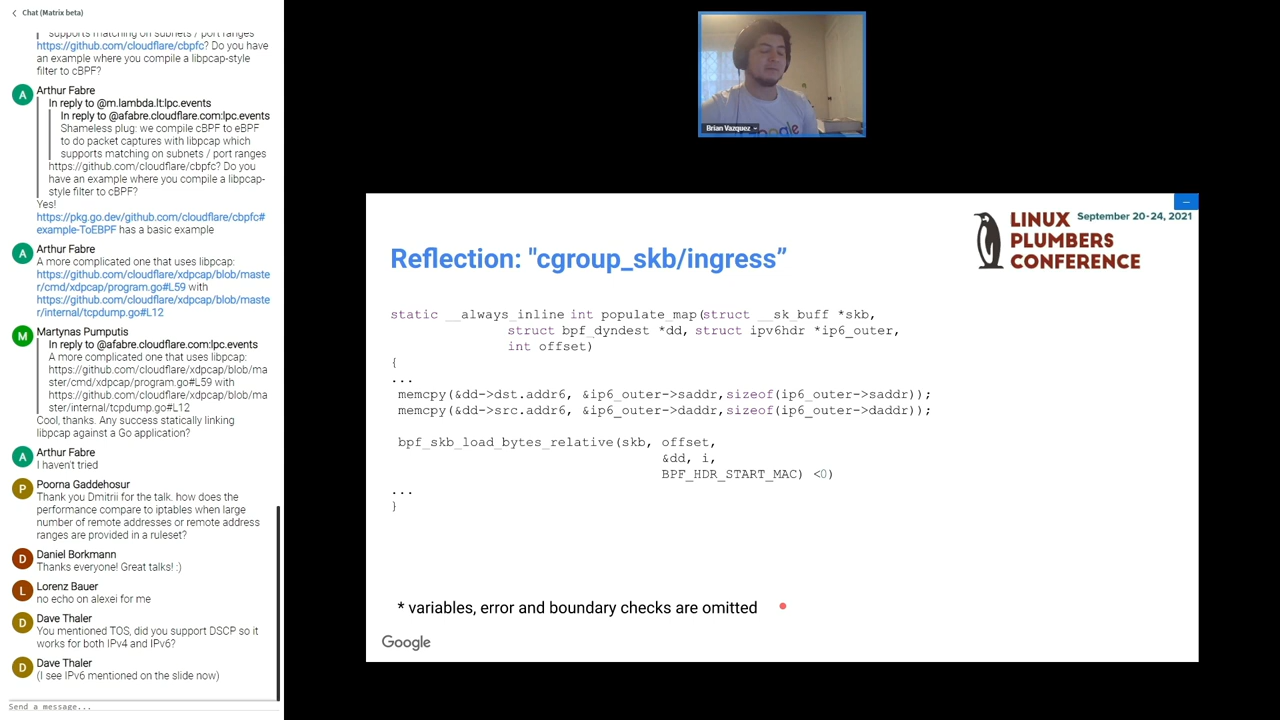 Chat (Matrix beta)
supports matching on subnets / port ranges
https://github.com/cloudflare/cbpfc? Do you have
an example where you compile a libpcap-style
filter to cBPF?
A
Arthur Fabre
In reply to @m.lambda.lt:lpc.events
In reply to @afabre.cloudflare.com:lpc.events
Shameless plug: we compile cBPF to eBPF
to do packet captures with libpcap which
supports matching on subnets / port ranges
https://github.com/cloudflare/cbpfc? Do you
have an example where you compile a libpcap-
style filter to cBPF?
Yes!
https://pkg.go.dev/github.com/cloudflare/cbpfc#
example-ToEBPF has a basic example
A
Arthur Fabre
A more complicated one that uses libpcap:
https://github.com/cloudflare/xdpcap/blob/maste
r/cmd/xdpcap/program.go#L59 with
https://github.com/cloudflare/xdpcap/blob/maste
r/internal/tcpdump.go#L12
M
Martynas Pumputis
In reply to @afabre.cloudflare.com:lpc.events
A more complicated one that uses libpcap:
https://github.com/cloudflare/xdpcap/blob/ma
ster/cmd/xdpcap/program.go#L59 with
https://github.com/cloudflare/xdpcap/blob/ma
ster/internal/tcpdump.go#L12
Cool, thanks. Any success statically linking
libpcap against a Go application?
A
Arthur Fabre
I haven't tried
P
Poorna Gaddehosur
Thank you Dmitrii for the talk. how does the
performance compare to iptables when large
number of remote addresses or remote address
ranges are provided in a ruleset?
D
Daniel Borkmann
Thanks everyone! Great talks! :)
L
Lorenz Bauer
no echo on alexei for me
D
Dave Thaler
You mentioned TOS, did you support DSCP so it
works for both IPv4 and IPv6?
D
Dave Thaler
(I see IPv6 mentioned on the slide now)
Send a message...
Brian Vazquez
LINUX September 20-24, 2021
PLUMBERS
CONFERENCE
Reflection: "cgroup_skb/ingress”
static __always_inline int populate_map(struct __sk_buff *skb,
struct bpf_dyndest *dd, struct ipv6hdr *ip6_outer,
int offset)
{
...
memcpy(&dd->dst.addr6, &ip6_outer->saddr,sizeof(ip6_outer->saddr));
memcpy(&dd->src.addr6, &ip6_outer->daddr,sizeof(ip6_outer->daddr));
bpf_skb_load_bytes_relative(skb, offset,
&dd, i,
BPF_HDR_START_MAC) <0)
...
}
* variables, error and boundary checks are omitted
Google